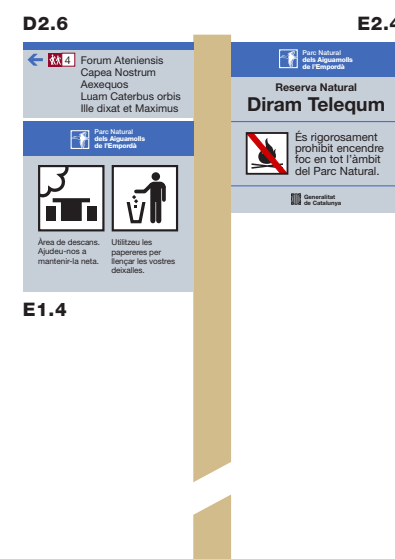 D2.6
E2.4
4
Forum Ateniensis
Capea Nostrum
Aexequos
Luam Caterbus orbis
Ille dixat et Maximus
Parc Natural
dels Aiguamolls
de l'Empordà
Àrea de descans.
Ajudeu-nos a
mantenir-la neta.
Utilitzeu les
papereres per
llençar les vostres
deixalles.
E1.4
Parc Natural
dels Aiguamolls
de l'Empordà
Reserva Natural
Diram Telequm
És rigorosament
prohibit encendre
foc en tot l'àmbit
del Parc Natural.
Generalitat
de Catalunya